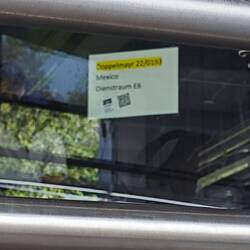 Doppelmayr 22/0193
Mexico
Dienstraum E6